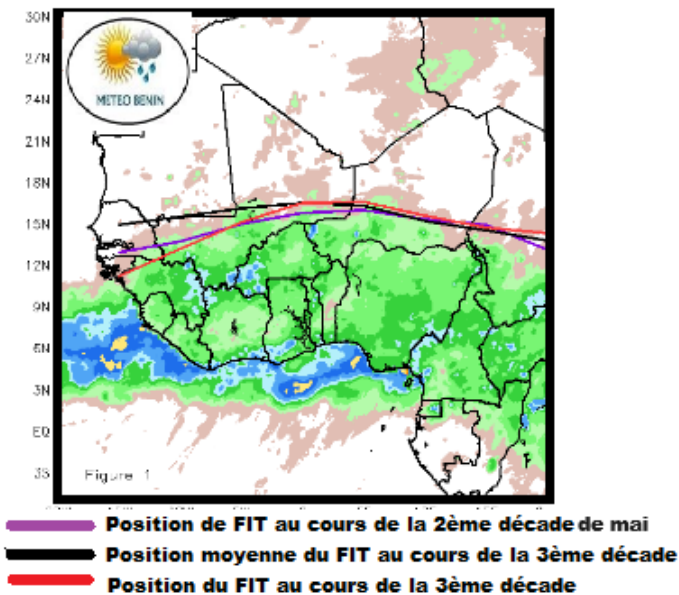 30N
METEO BENIN
27N
24N
21N
18N
15N
12N
9N
6N
3N
EQ
3S
Figure 1
Position de FIT au cours de la 2ème décade de mai
Position moyenne du FIT au cours de la 3ème décade
Position du FIT au cours de la 3ème décade